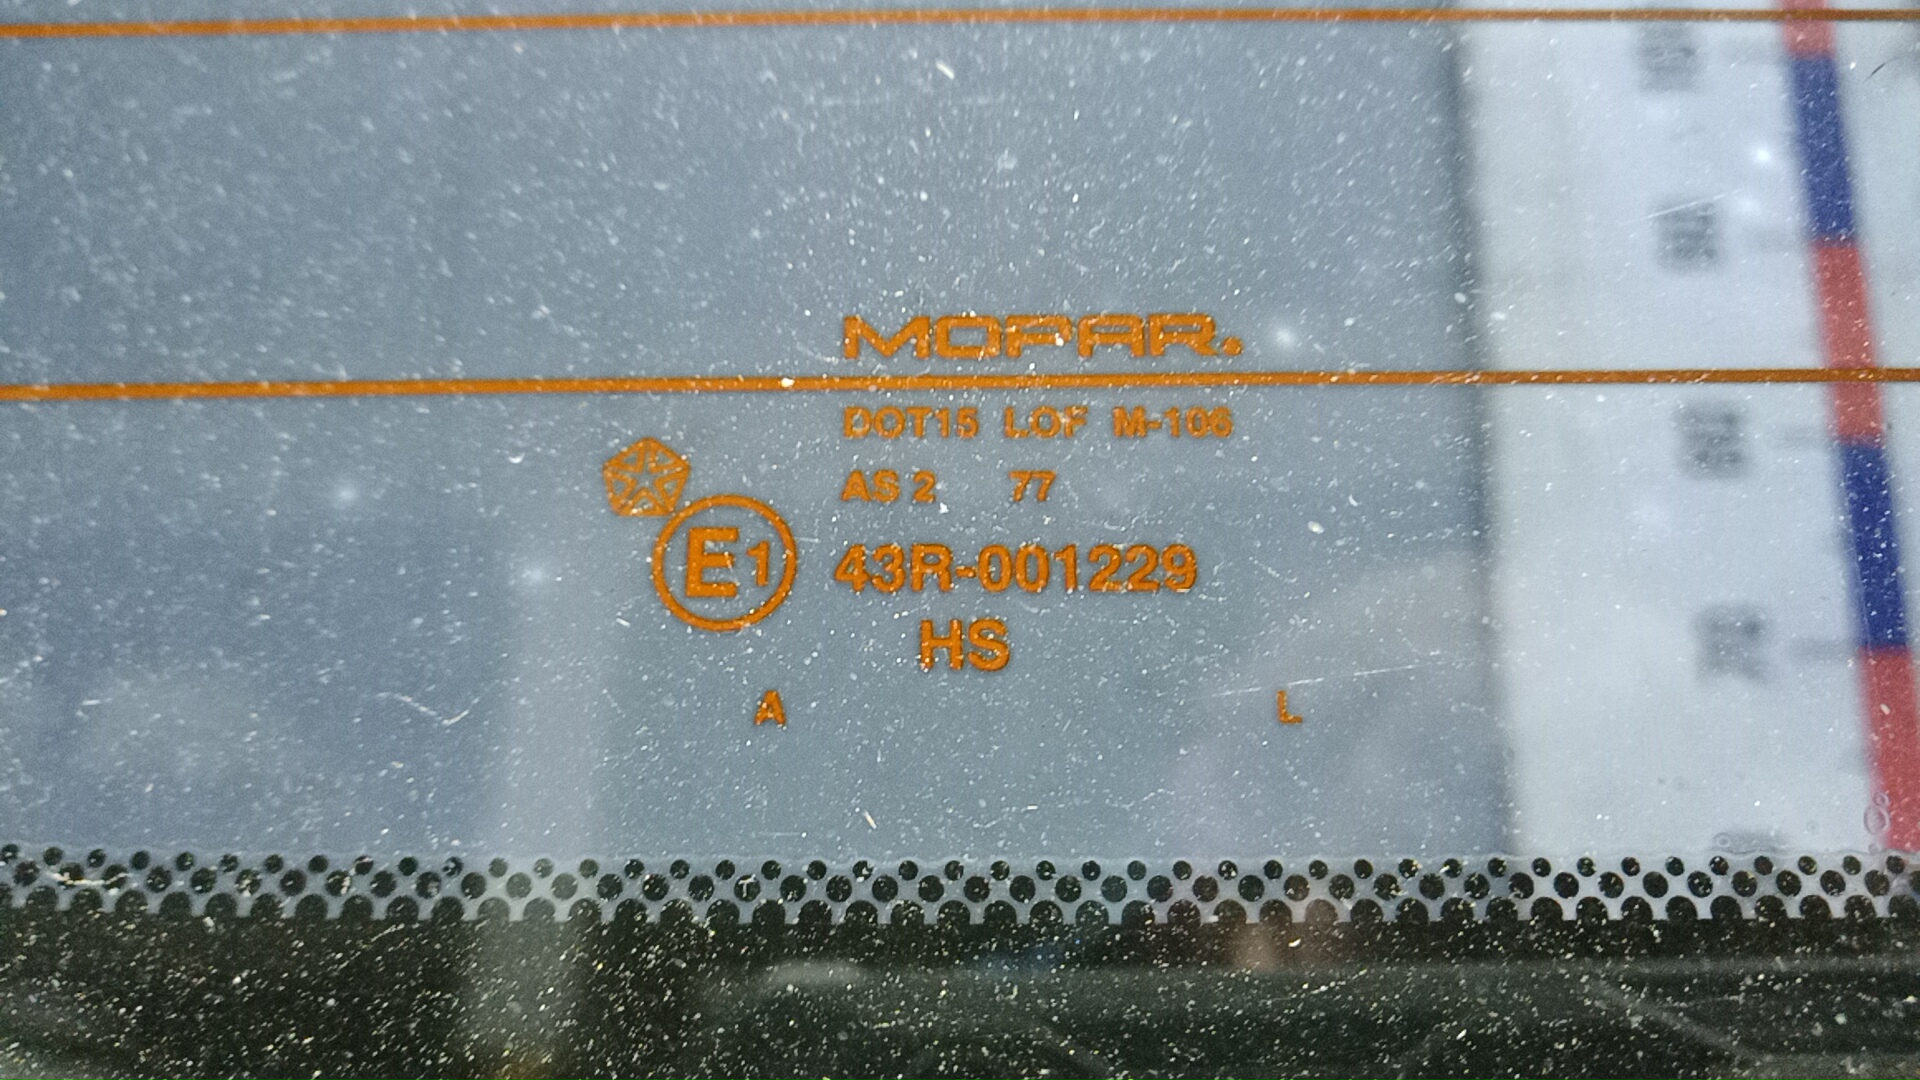 MOPAR.
DOT15 LOF M-106
AS 2 77
E1 43R-001229
HS
A L